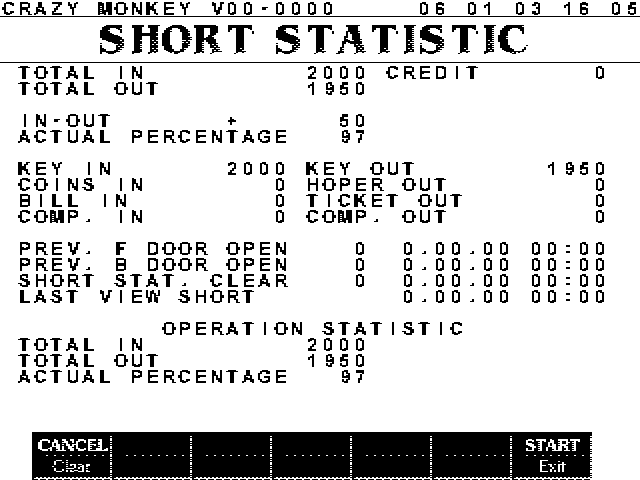 CRAZY MONKEY V00-0000 06 01 03 16 05
SHORT STATISTIC
TOTAL IN 2000 CREDIT 0
TOTAL OUT 1950
IN-OUT + 50
ACTUAL PERCENTAGE 97
KEY IN 2000 KEY OUT 1950
COINS IN 0 HOPER OUT 0
BILL IN 0 TICKET OUT 0
COMP. IN 0 COMP. OUT 0
PREV. F DOOR OPEN 0 0.00.00 00:00
PREV. B DOOR OPEN 0 0.00.00 00:00
SHORT STAT. CLEAR 0 0.00.00 00:00
LAST VIEW SHORT 0.00.00 00:00
OPERATION STATISTIC
TOTAL IN 2000
TOTAL OUT 1950
ACTUAL PERCENTAGE 97
CANCEL START
Clear ........ ........ ........ ........ ........ Exit